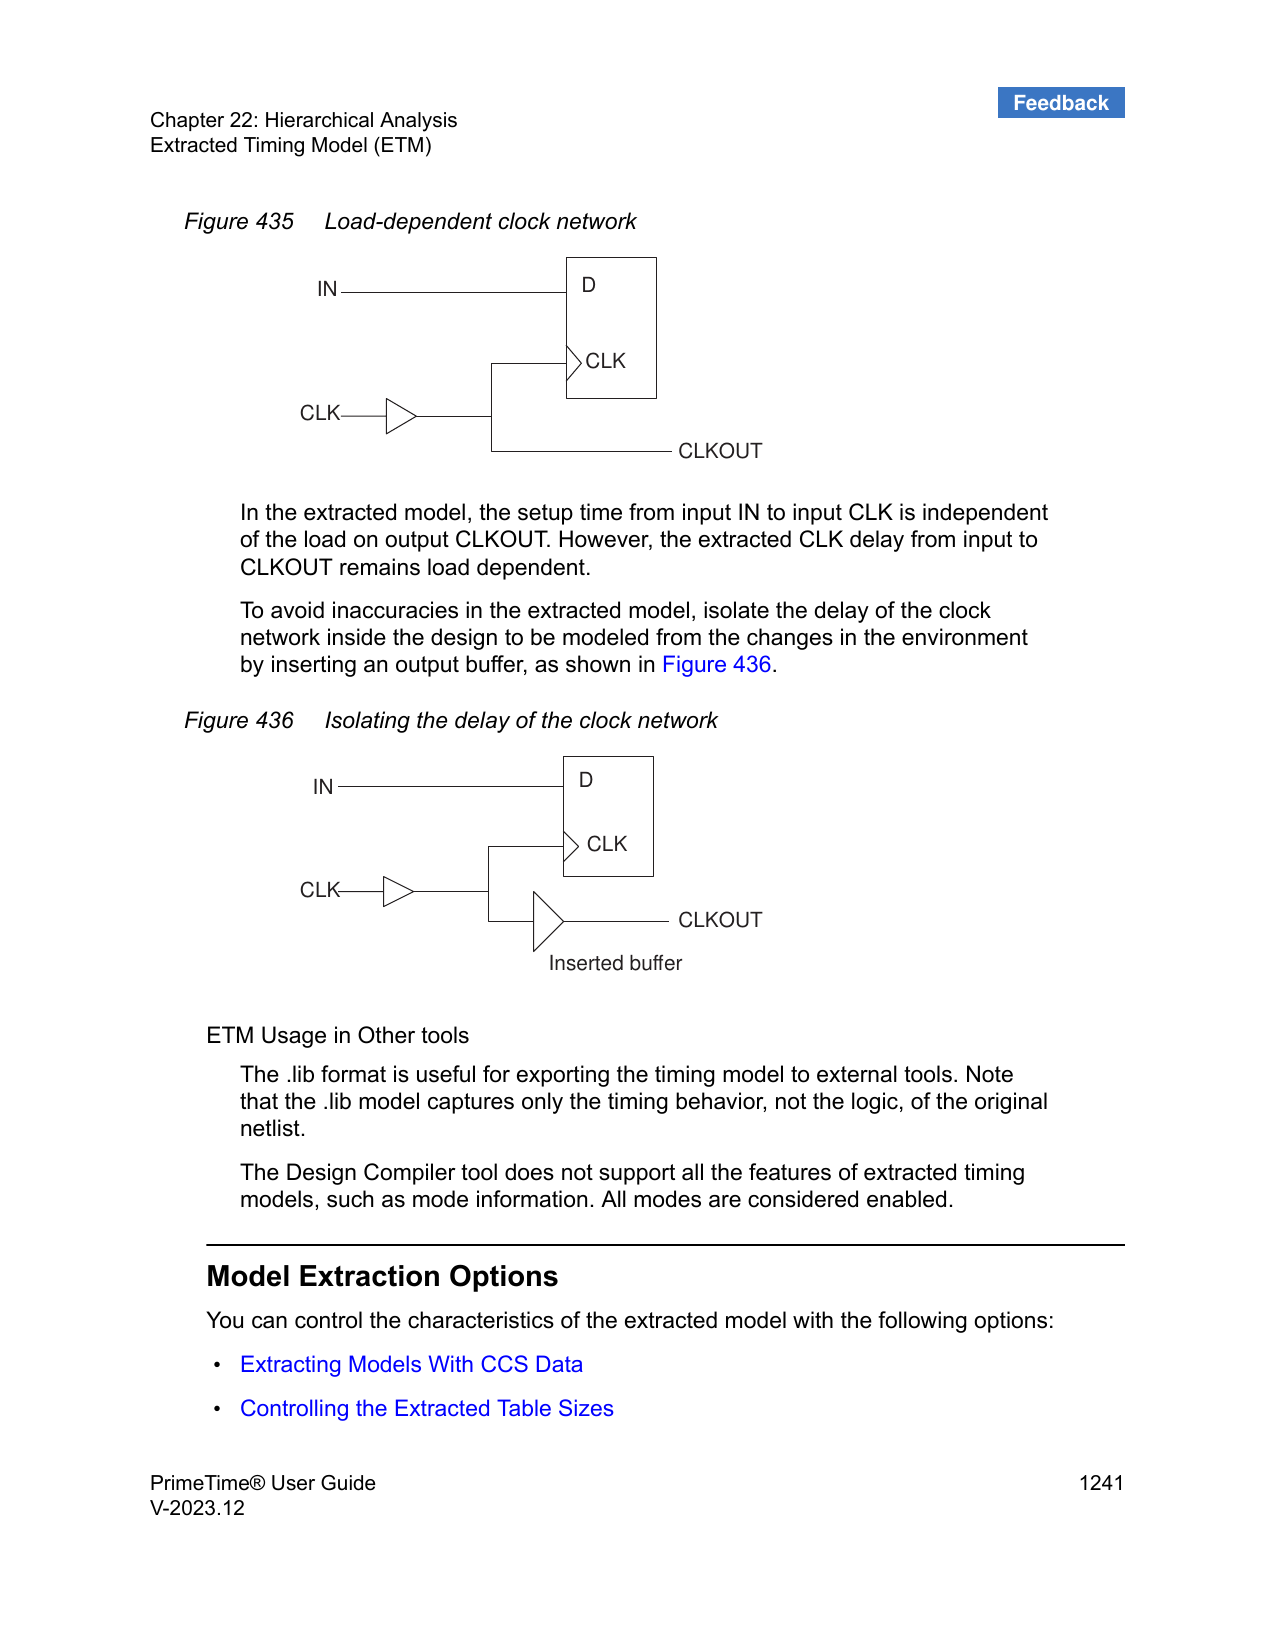 Feedback
Chapter 22: Hierarchical Analysis
Extracted Timing Model (ETM)
Figure 435 Load-dependent clock network
IN
D
CLK
CLK
CLKOUT
In the extracted model, the setup time from input IN to input CLK is independent
of the load on output CLKOUT. However, the extracted CLK delay from input to
CLKOUT remains load dependent.
To avoid inaccuracies in the extracted model, isolate the delay of the clock
network inside the design to be modeled from the changes in the environment
by inserting an output buffer, as shown in Figure 436.
Figure 436 Isolating the delay of the clock network
IN
D
CLK
CLK
CLKOUT
Inserted buffer
ETM Usage in Other tools
The .lib format is useful for exporting the timing model to external tools. Note
that the .lib model captures only the timing behavior, not the logic, of the original
netlist.
The Design Compiler tool does not support all the features of extracted timing
models, such as mode information. All modes are considered enabled.
Model Extraction Options
You can control the characteristics of the extracted model with the following options:
• Extracting Models With CCS Data
• Controlling the Extracted Table Sizes
PrimeTime® User Guide 1241
V-2023.12